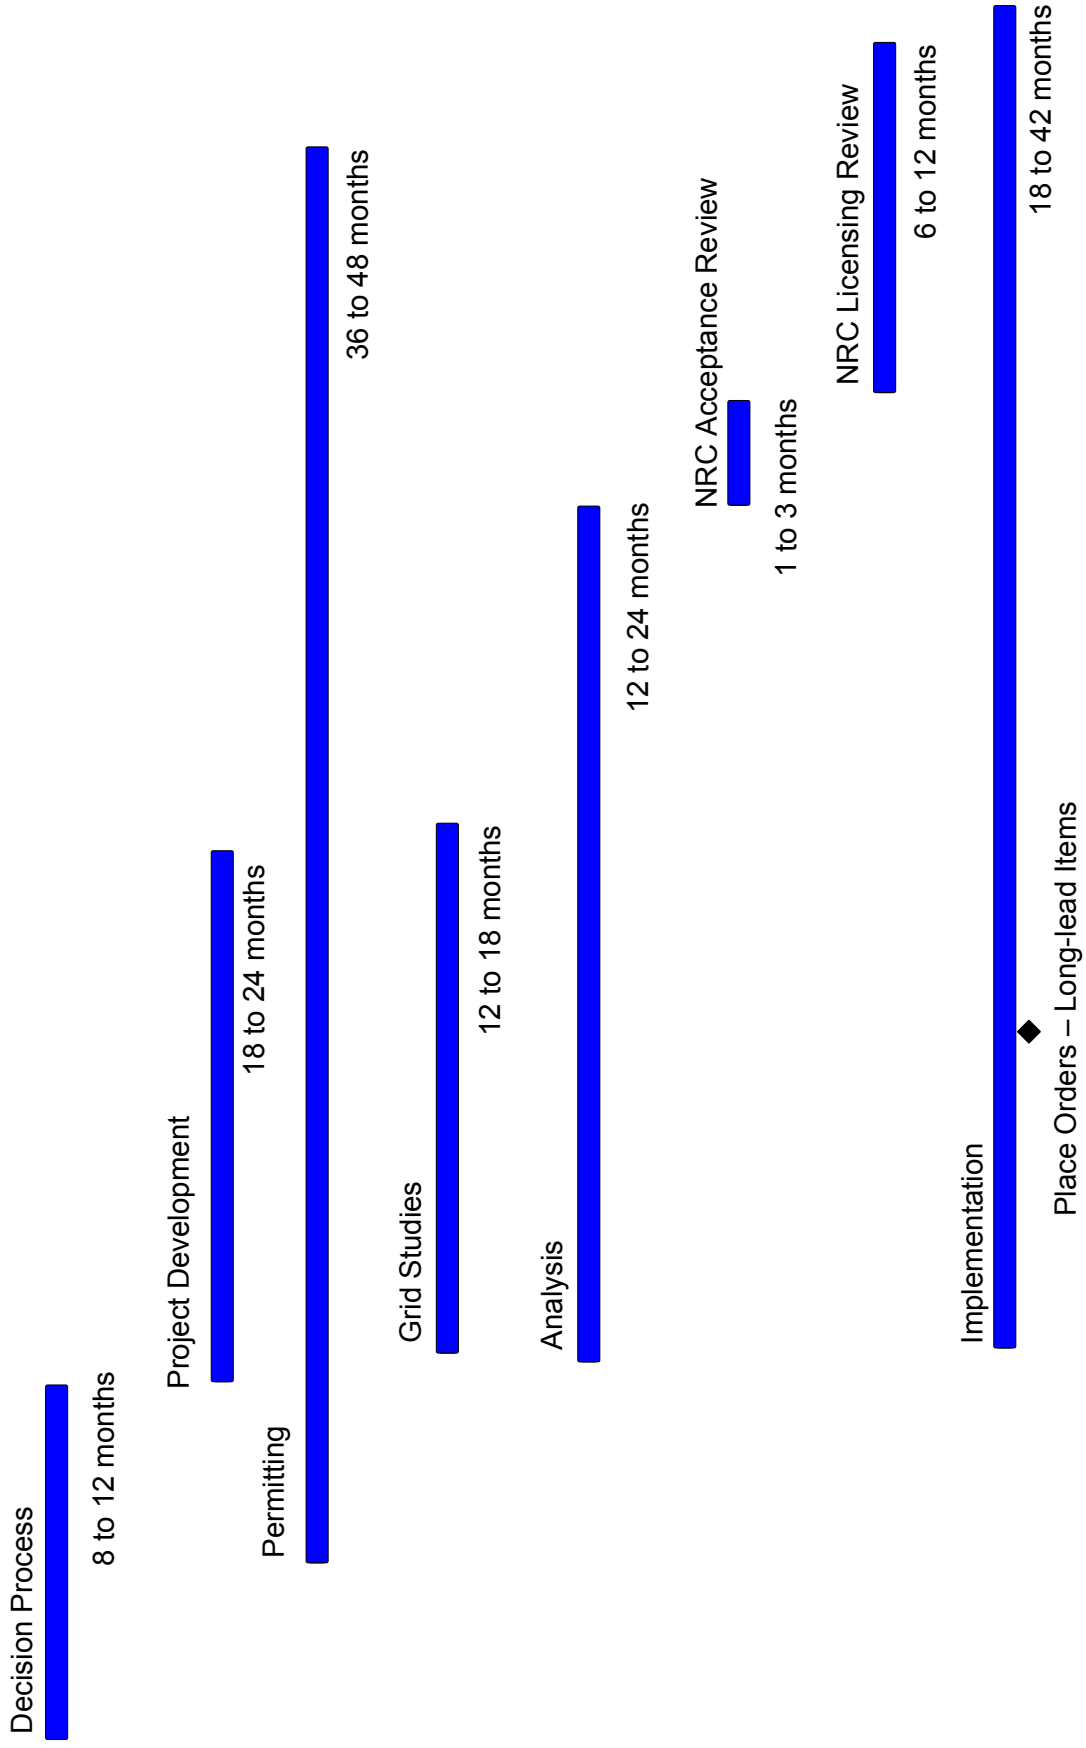 Decision Process
8 to 12 months
Project Development
18 to 24 months
Permitting
36 to 48 months
Grid Studies
12 to 18 months
Analysis
12 to 24 months
NRC Acceptance Review
1 to 3 months
NRC Licensing Review
6 to 12 months
Implementation
18 to 42 months
Place Orders – Long-lead Items